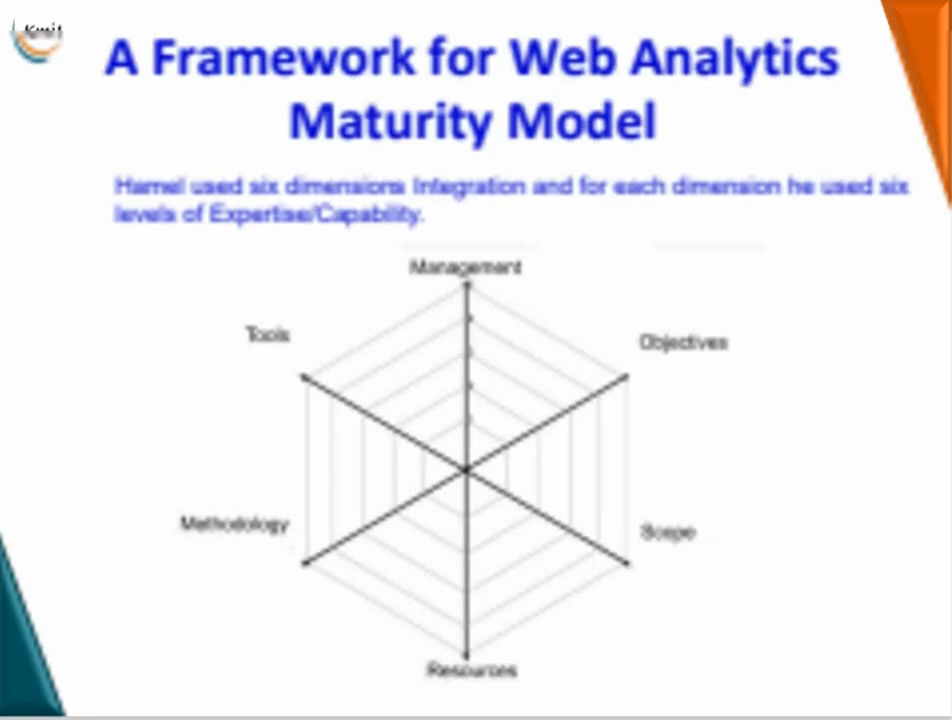 Kmit
A Framework for Web Analytics
Maturity Model
Hamel used six dimensions Integration and for each dimension he used six
levels of Expertise/Capability.
Management
Tools
Objectives
Methodology
Scope
Resources